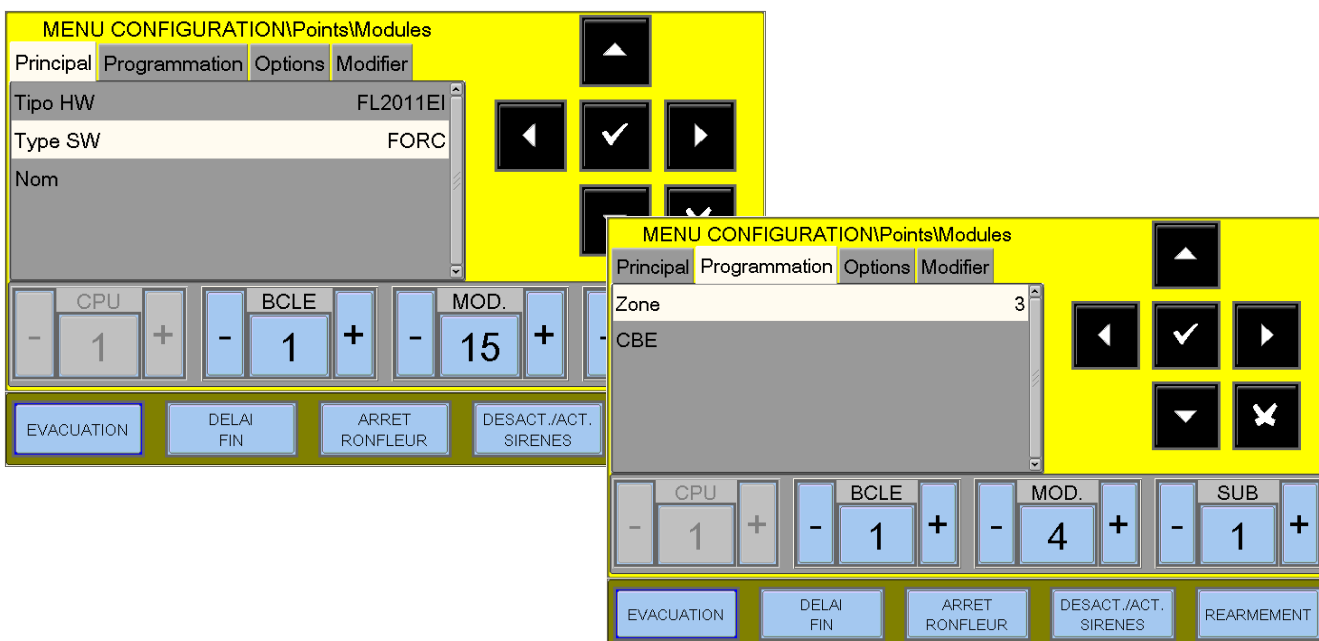 MENU CONFIGURATION\Points\Modules
Principal Programmation Options Modifier
Tipo HW FL2011EI
Type SW FORC
Nom
CPU BCLE MOD.
- 1 + - 1 + - 15 + -
EVACUATION DELAI FIN ARRET RONFLEUR DESACT./ACT. SIRENES
MENU CONFIGURATION\Points\Modules
Principal Programmation Options Modifier
Zone 3
CBE
CPU BCLE MOD. SUB
- 1 + - 1 + - 4 + - 1 +
EVACUATION DELAI FIN ARRET RONFLEUR DESACT./ACT. SIRENES REARMEMENT